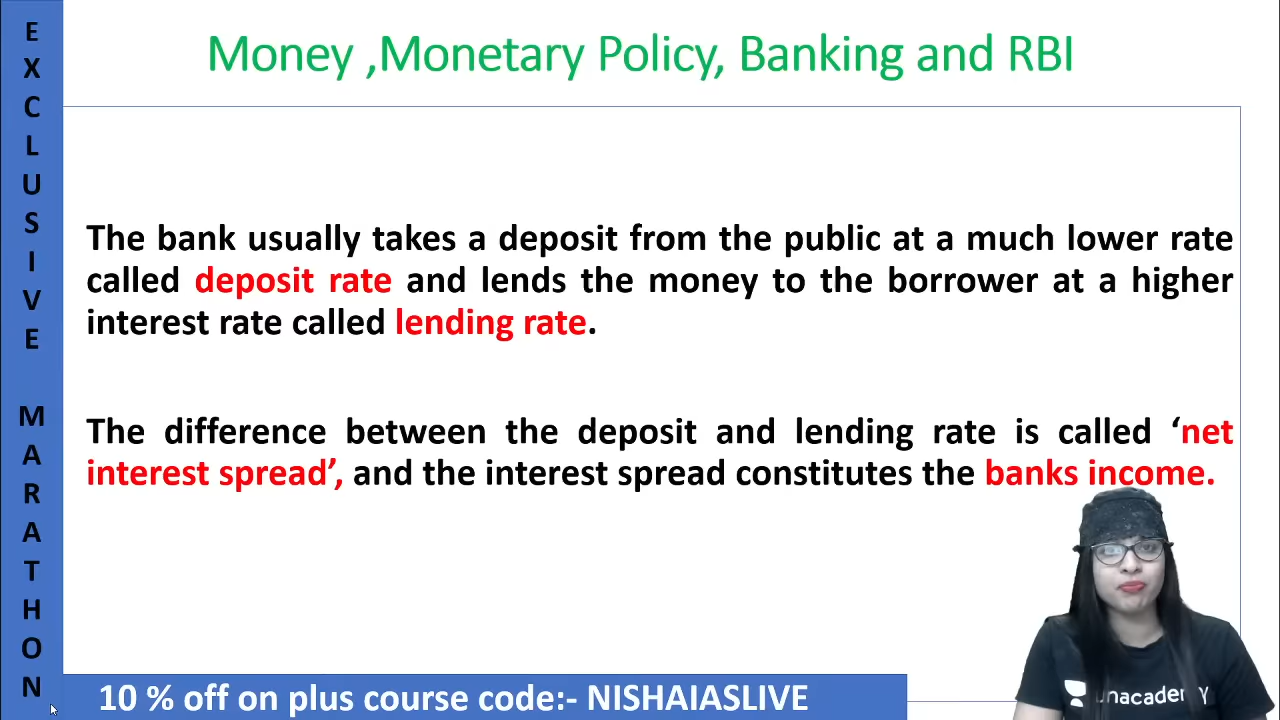 EXCLUSIVE MARATHON
Money ,Monetary Policy, Banking and RBI
The bank usually takes a deposit from the public at a much lower rate
called deposit rate and lends the money to the borrower at a higher
interest rate called lending rate.
The difference between the deposit and lending rate is called ‘net
interest spread’, and the interest spread constitutes the banks income.
10 % off on plus course code:- NISHAIASLIVE
unacademy